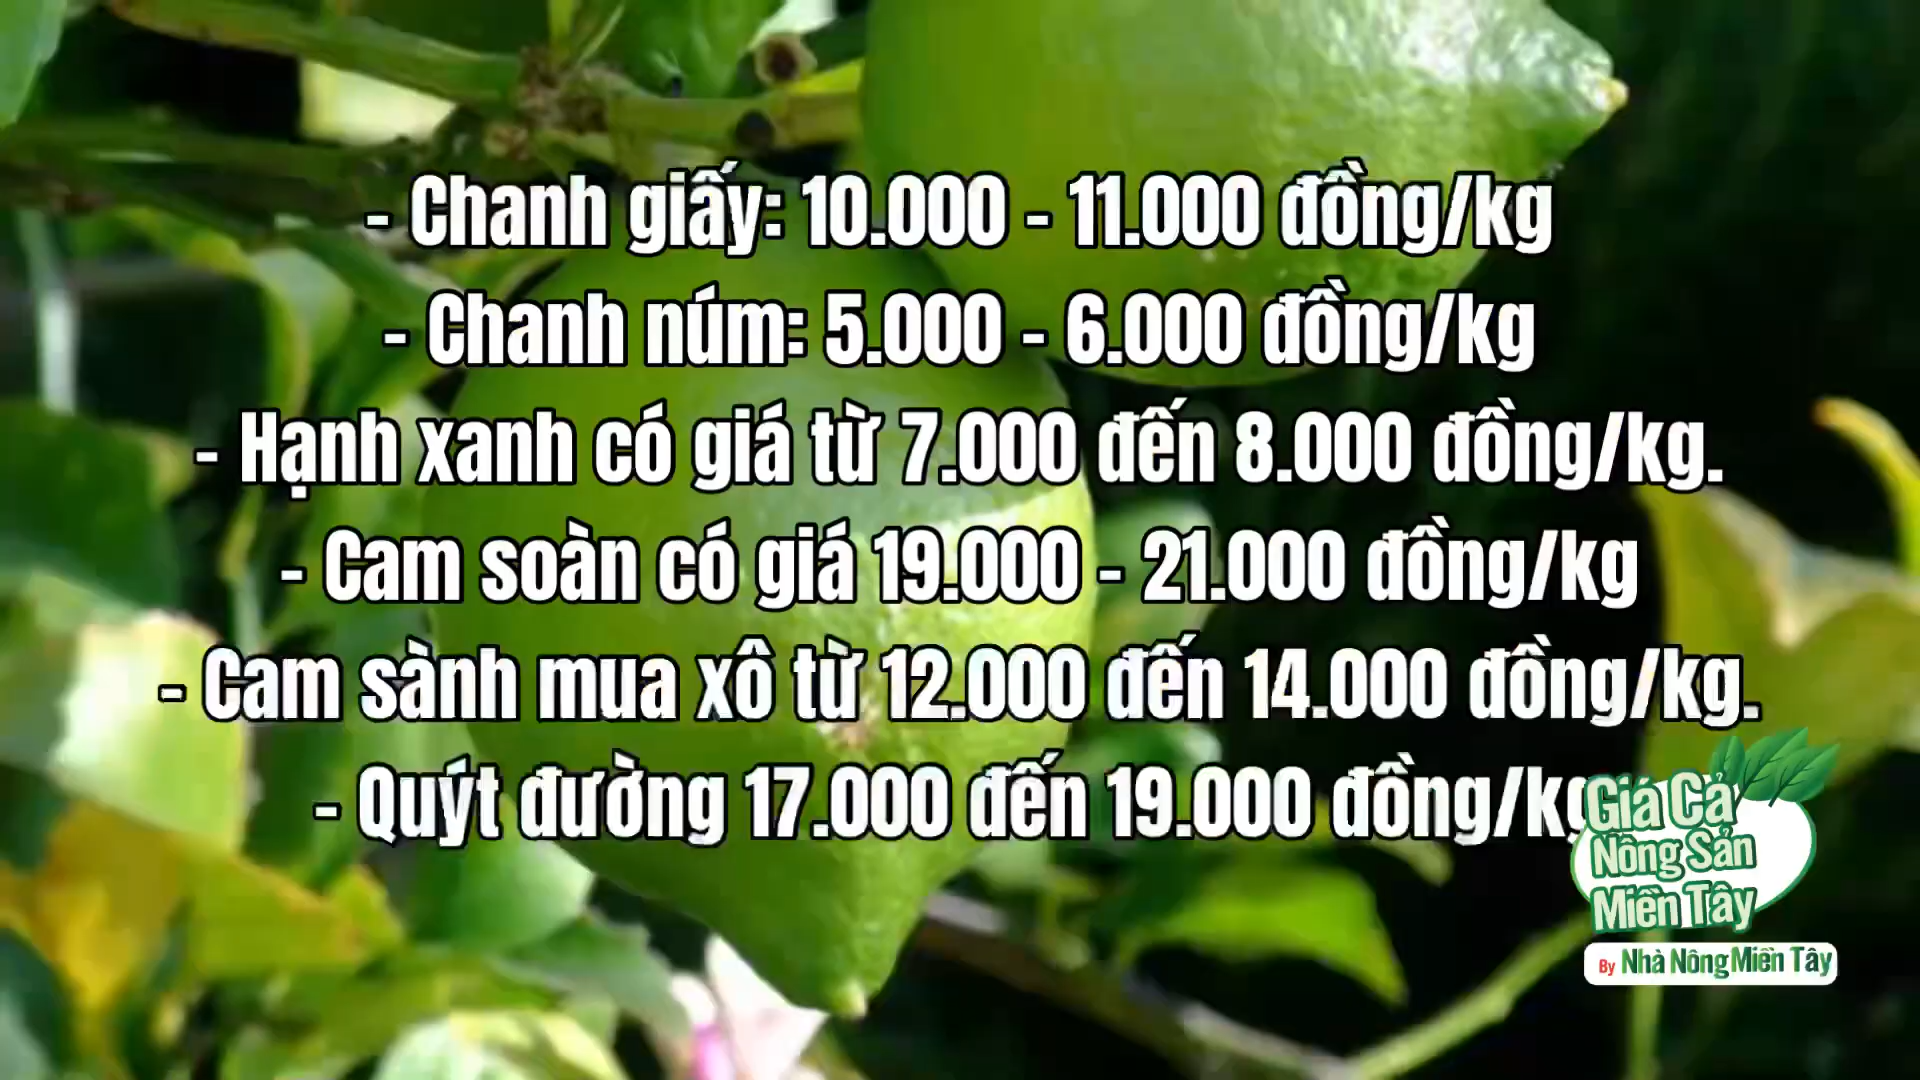 - Chanh giấy: 10.000 - 11.000 đồng/kg
- Chanh núm: 5.000 - 6.000 đồng/kg
- Hạnh xanh có giá từ 7.000 đến 8.000 đồng/kg.
- Cam soàn có giá 19.000 - 21.000 đồng/kg
- Cam sành mua xô từ 12.000 đến 14.000 đồng/kg.
- Quýt đường 17.000 đến 19.000 đồng/kg
Giá Cả
Nông Sản
Miền Tây
By Nhà Nông Miền Tây